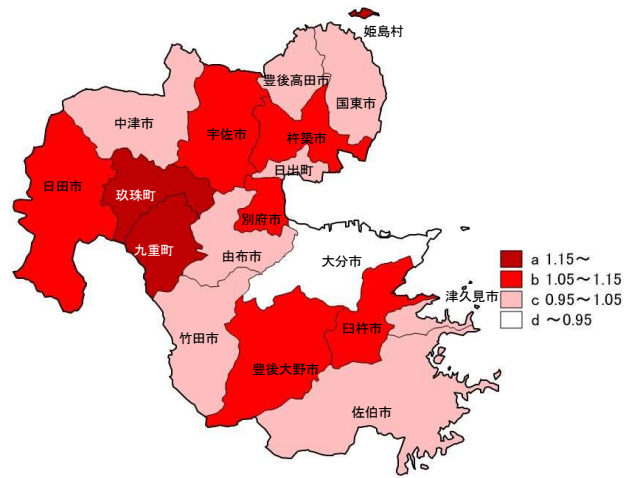 姫島村
豊後高田市
国東市
中津市
宇佐市
杵築市
日出町
日田市
玖珠町
別府市
九重町
由布市
大分市
津久見市
臼杵市
竹田市
豊後大野市
佐伯市
a 1.15～
b 1.05～1.15
c 0.95～1.05
d ～0.95